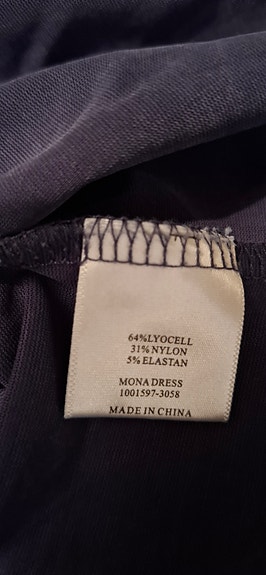 64%LYOCELL
31% NYLON
5% ELASTAN
MONA DRESS
1001597-3058
MADE IN CHINA